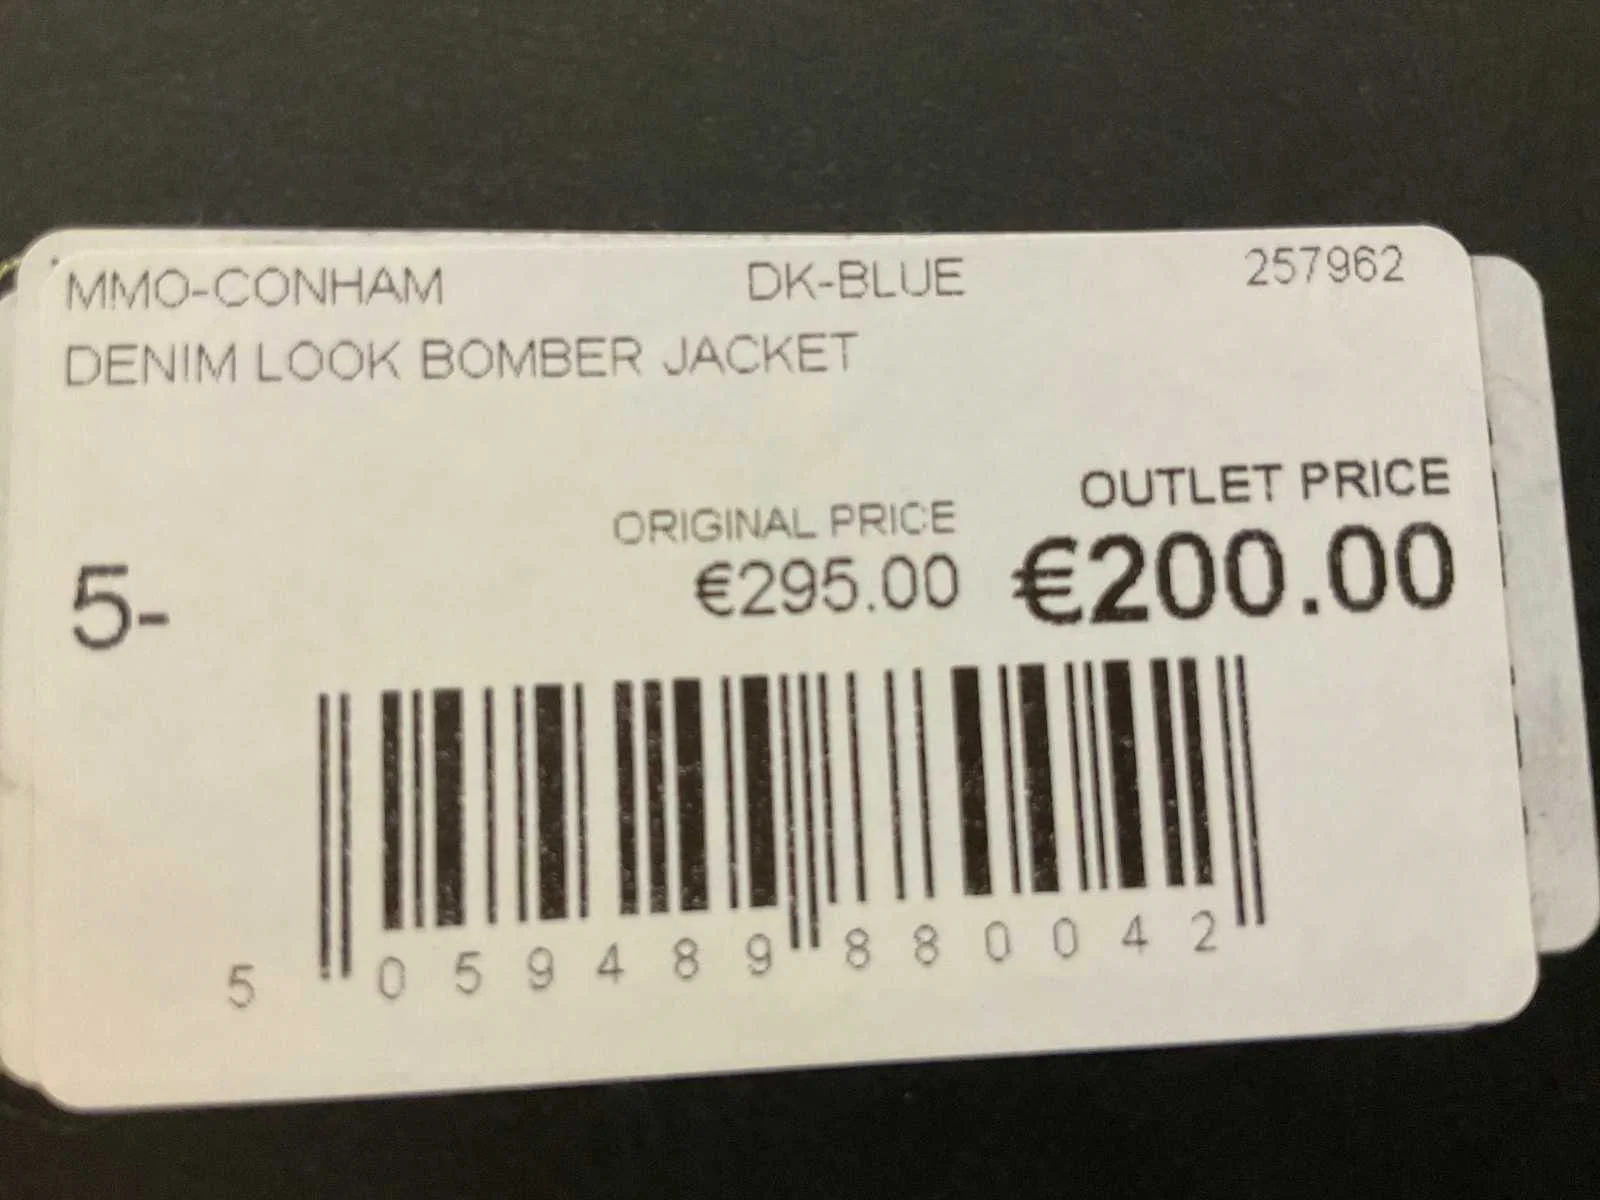 MMO-CONHAM DK-BLUE 257962
DENIM LOOK BOMBER JACKET
OUTLET PRICE
ORIGINAL PRICE
5- €295.00 €200.00
5 059489 880042